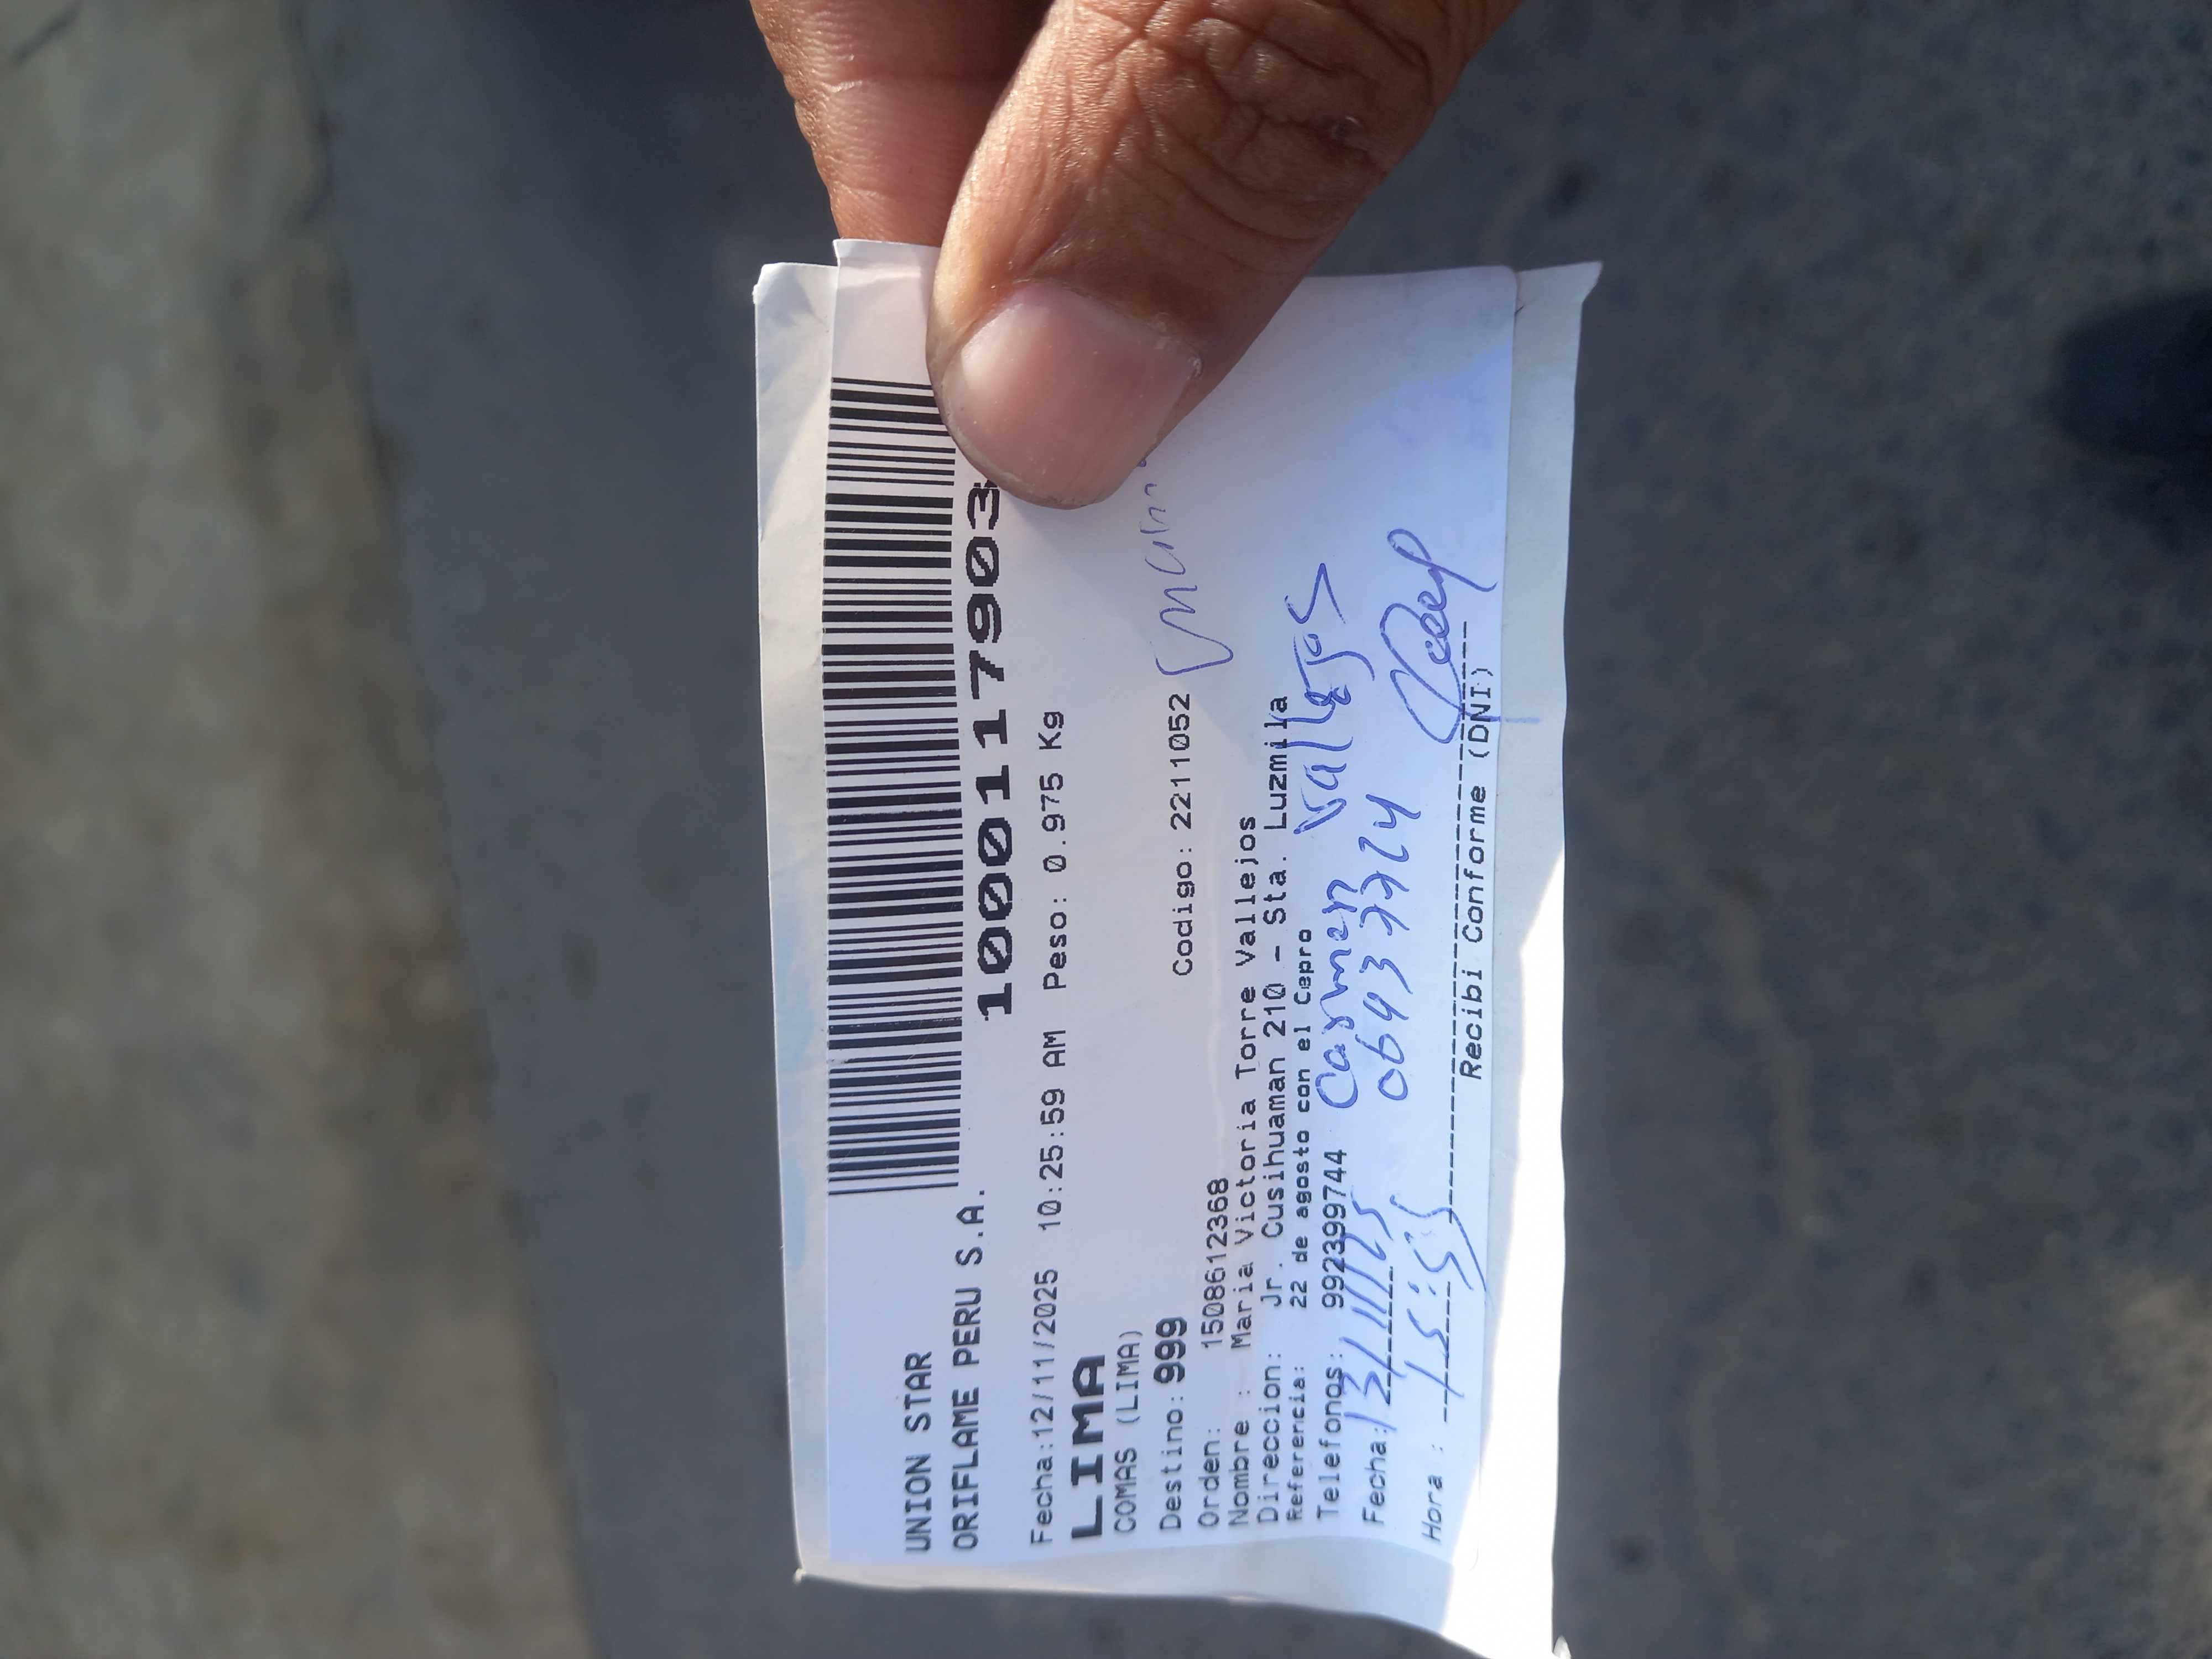 UNION STAR
ORIFLAME PERU S.A.
1000117903
Fecha:12/11/2025 10:25:59 AM Peso: 0.975 Kg
LIMA
COMAS (LIMA)
Destino: 999 Codigo: 2211052
Orden: 1508612368
Nombre : Maria Victoria Torre Vallejos
Direccion: Jr. Cusihuaman 210 - Sta. Luzmila
Referencia: 22 de agosto con el Cepro
Telefonos: 992399744 Carmen Vallejos
Fecha: 13/11/25 06937724
Hora : 15:55
Recibi Conforme (DNI)